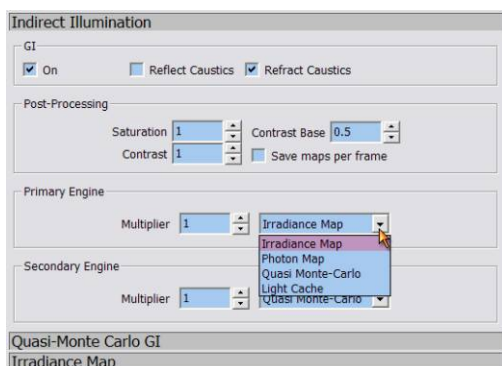 Indirect Illumination
GI
On Reflect Caustics Refract Caustics
Post-Processing
Saturation 1 Contrast Base 0.5
Contrast 1 Save maps per frame
Primary Engine
Multiplier 1 Irradiance Map
Irradiance Map
Photon Map
Quasi Monte-Carlo
Light Cache
Secondary Engine
Multiplier 1 Quasi Monte-Carlo
Quasi-Monte Carlo GI
Irradiance Map